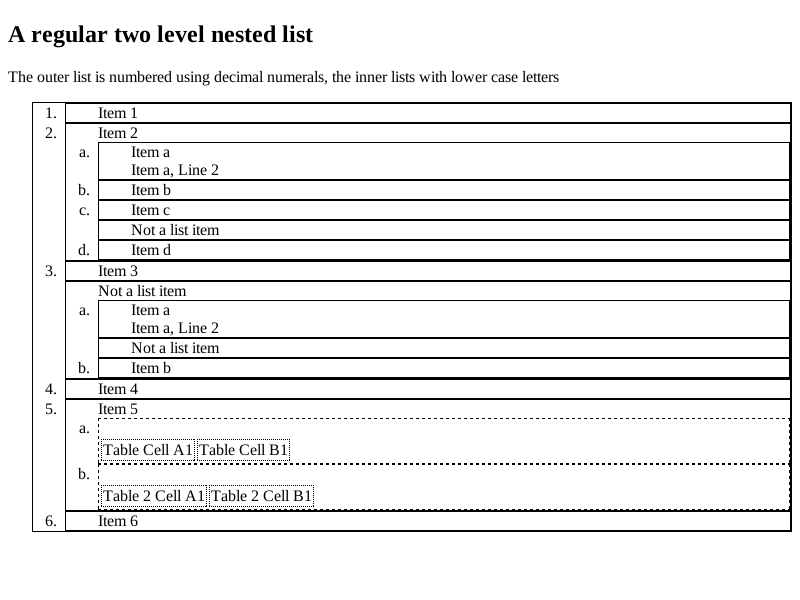 A regular two level nested list
The outer list is numbered using decimal numerals, the inner lists with lower case letters
1. Item 1
2. Item 2
a. Item a
Item a, Line 2
b. Item b
c. Item c
Not a list item
d. Item d
3. Item 3
Not a list item
a. Item a
Item a, Line 2
Not a list item
b. Item b
4. Item 4
5. Item 5
a.
Table Cell A1 Table Cell B1
b.
Table 2 Cell A1 Table 2 Cell B1
6. Item 6